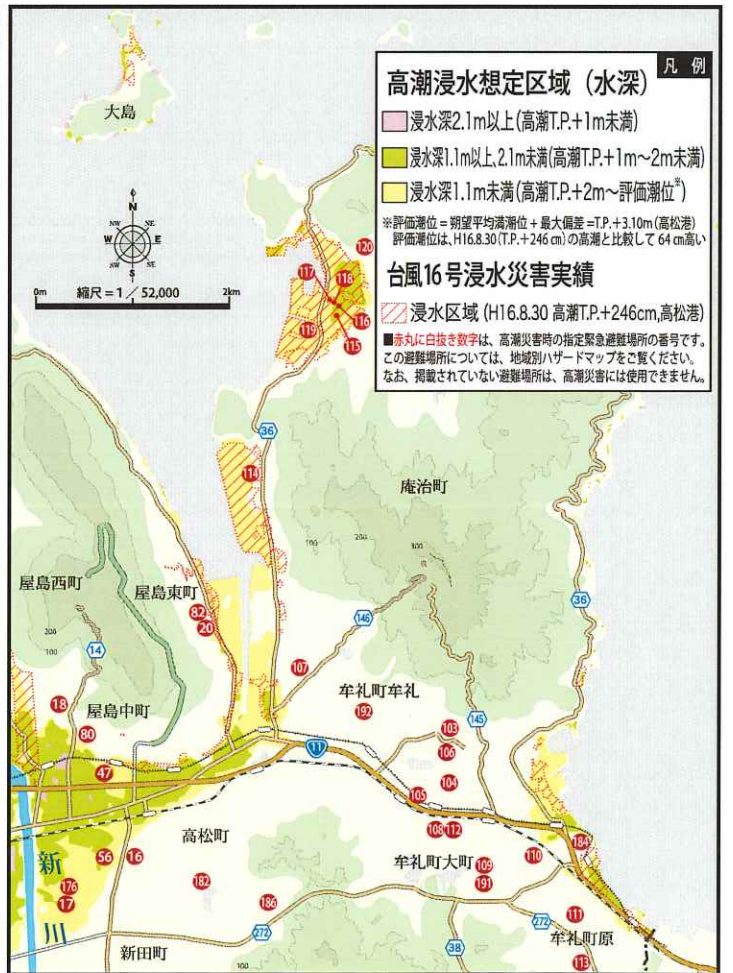 凡例
高潮浸水想定区域(水深)
浸水深2.1m以上(高潮T.P.+1m未満)
浸水深1.1m以上、2.1m未満(高潮T.P.+1m～2m未満)
浸水深1.1m未満(高潮T.P.+2m～評価潮位※)
※評価潮位=朔望平均満潮位+最大偏差=T.P.+3.10m(高松港)
評価潮位は、H16.8.30(T.P.+246㎝)の高潮と比較して64㎝高い
台風16号浸水災害実績
浸水区域(H16.8.30 高潮T.P.+246cm,高松港)
■赤丸に白抜き数字は、高潮災害時の指定緊急避難場所の番号です。
この避難場所については、地域別ハザードマップをご覧ください。
なお、掲載されていない避難場所は、高潮災害には使用できません。
大島
N
NW NE
W E
SW SE
S
0m 縮尺=1/52,000 2km
120
117 118
119 116
115
36
114
庵治町
100 200 300
屋島西町
屋島東町
82
20
36
146
200
100
14
107
牟礼町牟礼
192
145
18
屋島中町
80
103
106
11
47
104
105
108 112
184
高松町
牟礼町大町
56 16
109
110
新川
176
182
191
17
186
272
272
111
新田町
38
牟礼町原
100
113